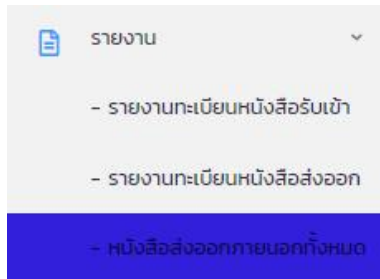 รายงาน
- รายงานทะเบียนหนังสือรับเข้า
- รายงานทะเบียนหนังสือส่งออก
- หนังสือส่งออกภายนอกทั้งหมด